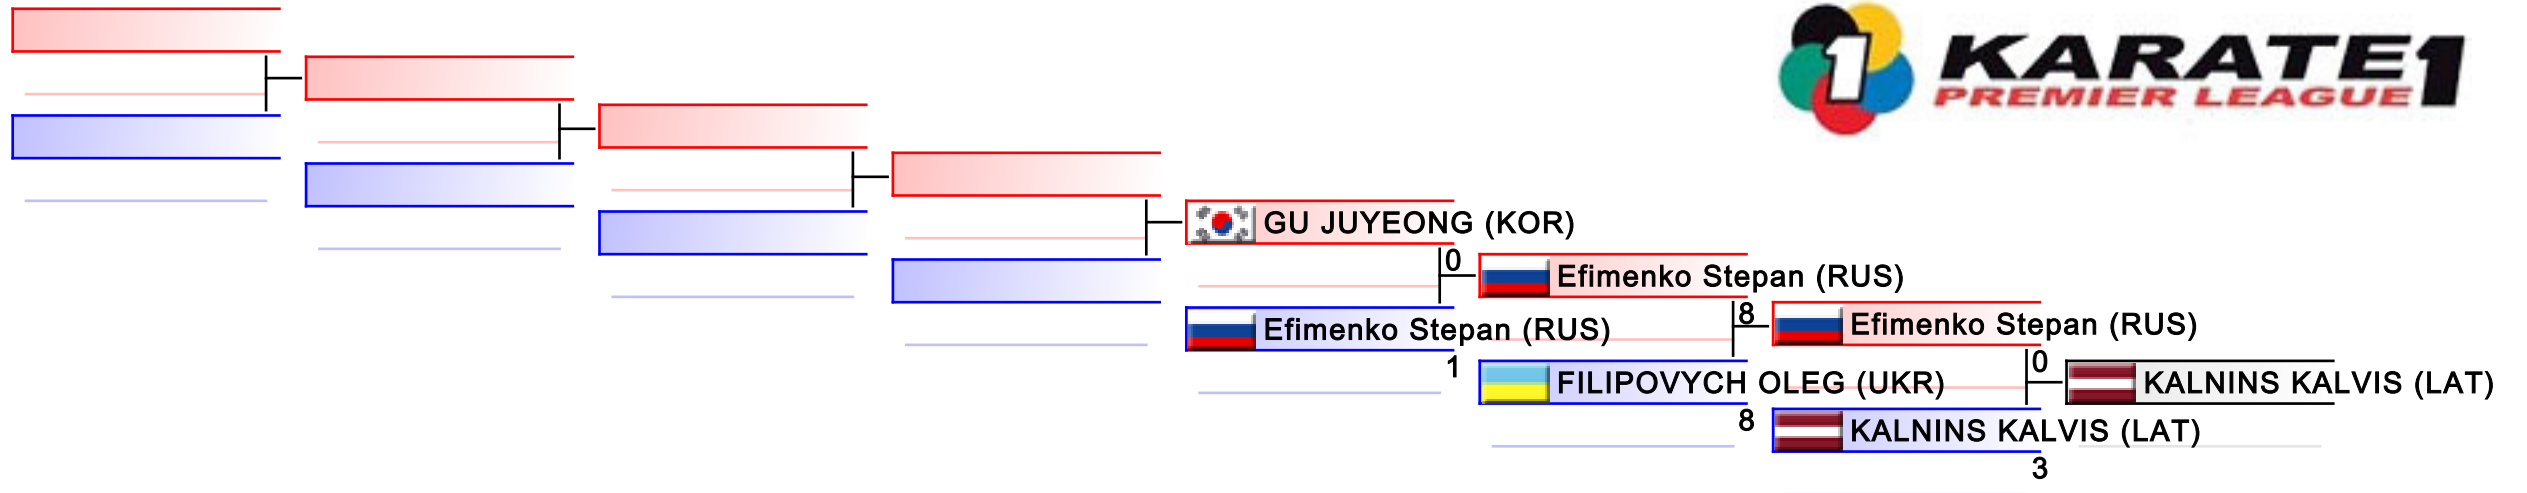 1 KARATE1
PREMIER LEAGUE
GU JUYEONG (KOR)
0
Efimenko Stepan (RUS)
Efimenko Stepan (RUS)
1
8
Efimenko Stepan (RUS)
FILIPOVYCH OLEG (UKR)
8
0
KALNINS KALVIS (LAT)
KALNINS KALVIS (LAT)
3